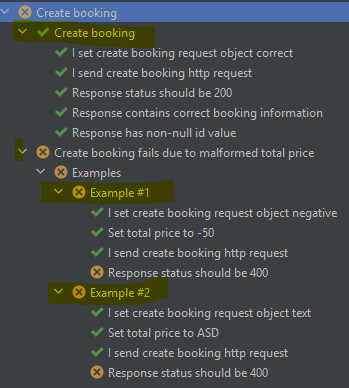 Create booking
Create booking
I set create booking request object correct
I send create booking http request
Response status should be 200
Response contains correct booking information
Response has non-null id value
Create booking fails due to malformed total price
Examples
Example #1
I set create booking request object negative
Set total price to -50
I send create booking http request
Response status should be 400
Example #2
I set create booking request object text
Set total price to ASD
I send create booking http request
Response status should be 400